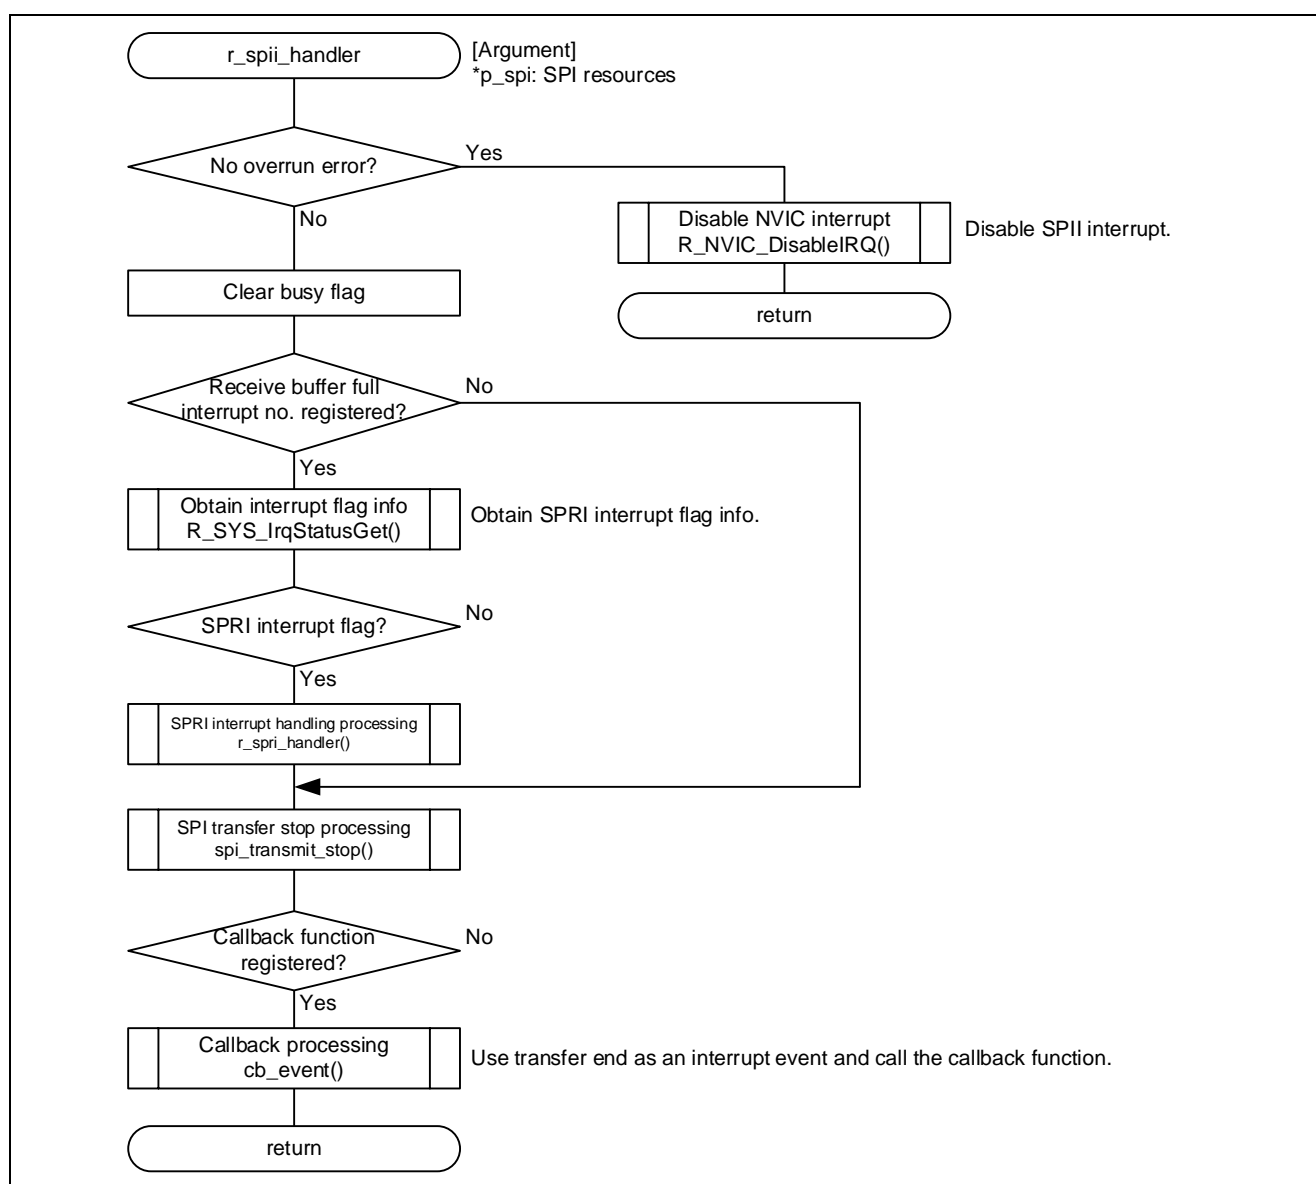 r_spii_handler
[Argument]
*p_spi: SPI resources
No overrun error?
Yes
No
Disable NVIC interrupt
R_NVIC_DisableIRQ()
Disable SPII interrupt.
return
Clear busy flag
Receive buffer full
interrupt no. registered?
No
Yes
Obtain interrupt flag info
R_SYS_IrqStatusGet()
Obtain SPRI interrupt flag info.
SPRI interrupt flag?
No
Yes
SPRI interrupt handling processing
r_spri_handler()
SPI transfer stop processing
spi_transmit_stop()
Callback function
registered?
No
Yes
Callback processing
cb_event()
Use transfer end as an interrupt event and call the callback function.
return